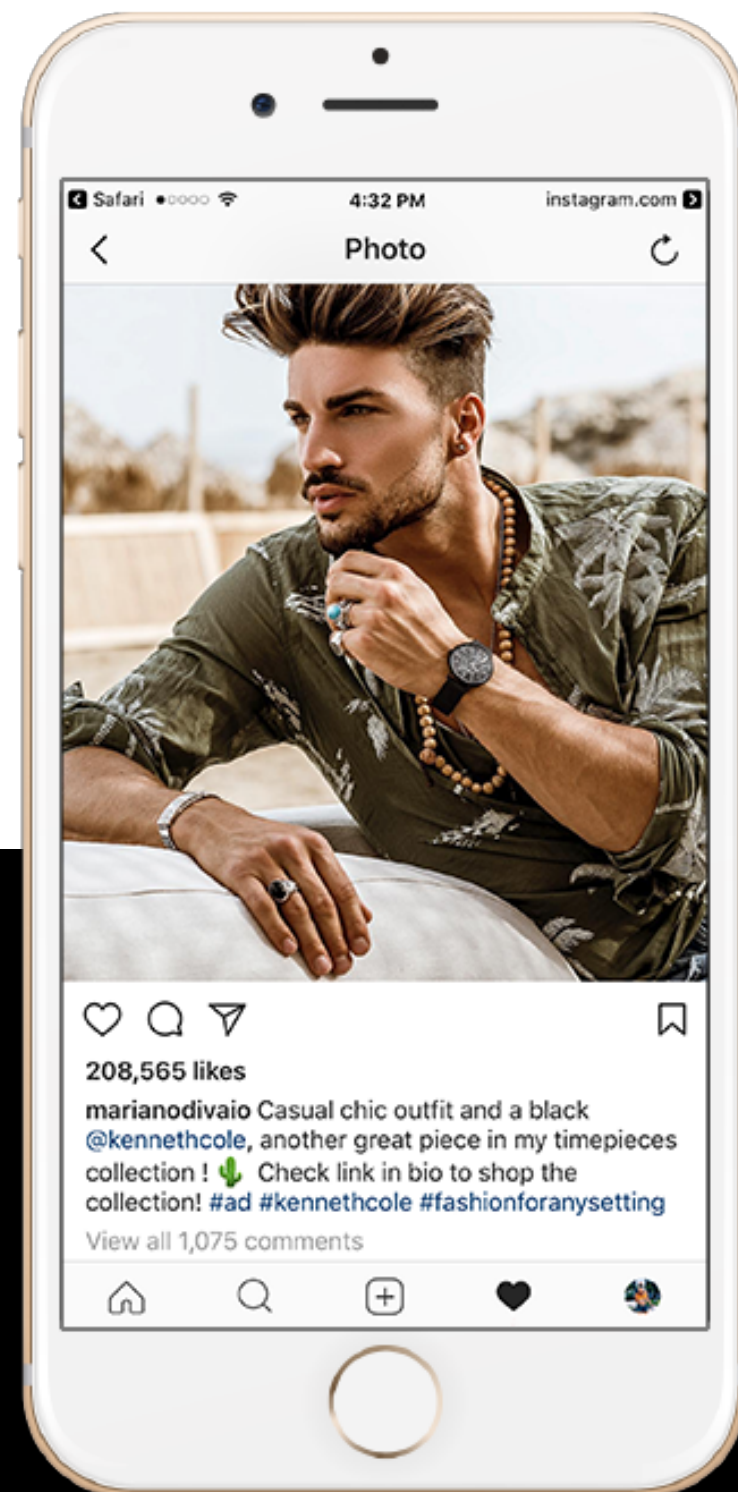 Safari 4:32 PM instagram.com
Photo
208,565 likes
marianodivaio Casual chic outfit and a black
@kennethcole, another great piece in my timepieces
collection ! 🌵 Check link in bio to shop the
collection! #ad #kennethcole #fashionforanysetting
View all 1,075 comments